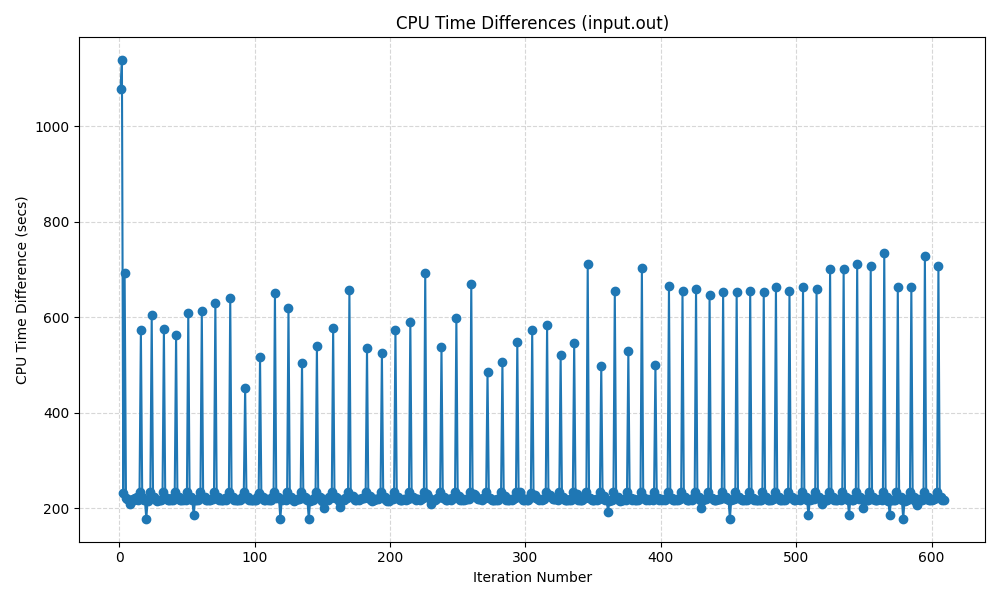 CPU Time Differences (input.out)
CPU Time Difference (secs)
1000
800
600
400
200
0 100 200 300 400 500 600
Iteration Number